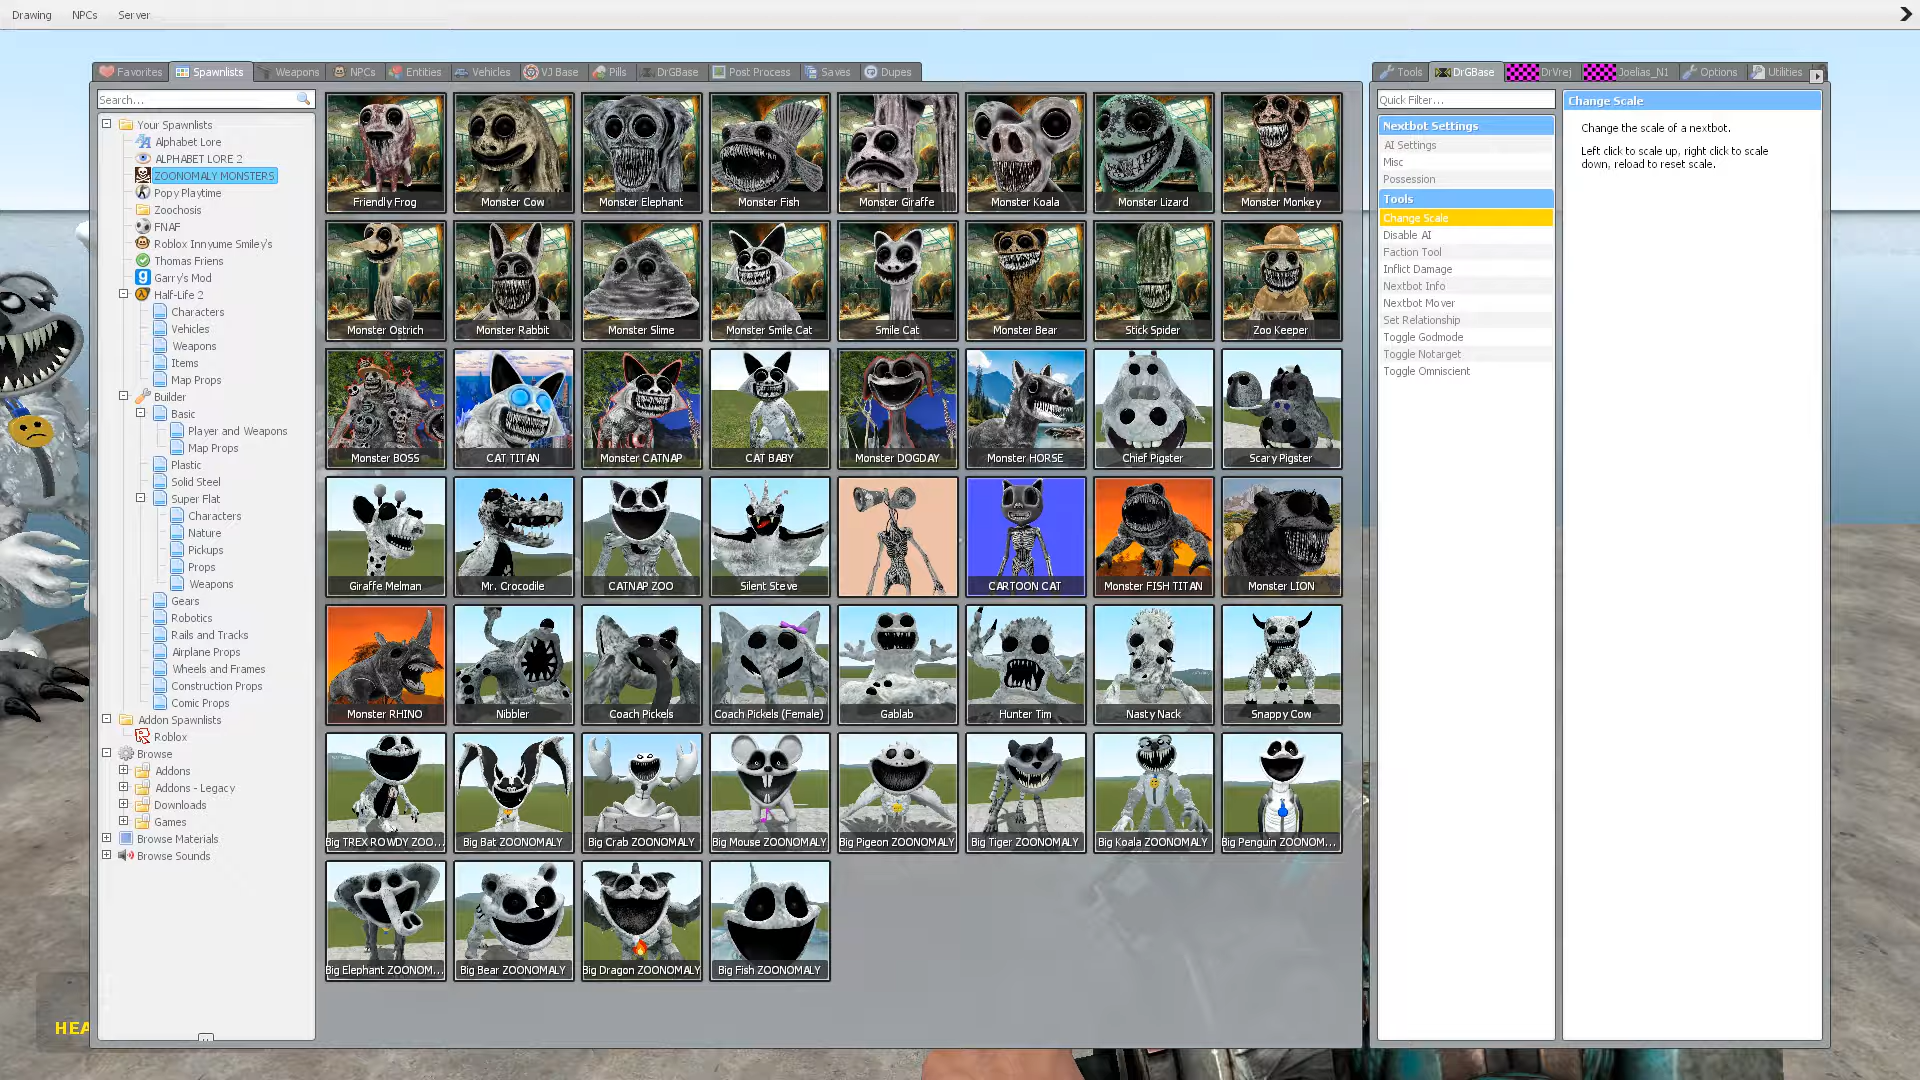 Drawing NPCs Server
Favorites Spawnlists Weapons NPCs Entities Vehicles VJ Base Pills DrGBase Post Process Saves Dupes
Search...
Your Spawnlists
Alphabet Lore
ALPHABET LORE 2
ZOONOMALY MONSTERS
Popy Playtime
Zoochosis
FNAF
Roblox Innyume Smiley's
Thomas Friens
Garry's Mod
Half-Life 2
Characters
Vehicles
Weapons
Items
Map Props
Builder
Basic
Player and Weapons
Map Props
Plastic
Solid Steel
Super Flat
Characters
Nature
Pickups
Props
Weapons
Gears
Robotics
Rails and Tracks
Airplane Props
Wheels and Frames
Construction Props
Comic Props
Addon Spawnlists
Roblox
Browse
Addons
Addons - Legacy
Downloads
Games
Browse Materials
Browse Sounds
Friendly Frog Monster Cow Monster Elephant Monster Fish Monster Giraffe Monster Koala Monster Lizard Monster Monkey
Monster Ostrich Monster Rabbit Monster Slime Monster Smile Cat Smile Cat Monster Bear Stick Spider Zoo Keeper
Monster BOSS CAT TITAN Monster CATNAP CAT BABY Monster DOGDAY Monster HORSE Chief Pigster Scary Pigster
Giraffe Melman Mr. Crocodile CATNAP ZOO Silent Steve CARTOON CAT Monster FISH TITAN Monster LION
Monster RHINO Nibbler Coach Pickels Coach Pickels (Female) Gablab Hunter Tim Nasty Nack Snappy Cow
Big TREX ROWDY ZOO... Big Bat ZOONOMALY Big Crab ZOONOMALY Big Mouse ZOONOMALY Big Pigeon ZOONOMALY Big Tiger ZOONOMALY Big Koala ZOONOMALY Big Penguin ZOONOM...
Big Elephant ZOONOM... Big Bear ZOONOMALY Big Dragon ZOONOMALY Big Fish ZOONOMALY
Tools DrGBase DrVrej Joelias_N1 Options Utilities
Quick Filter...
Nextbot Settings
AI Settings
Misc
Possession
Tools
Change Scale
Disable AI
Faction Tool
Inflict Damage
Nextbot Info
Nextbot Mover
Set Relationship
Toggle Godmode
Toggle Notarget
Toggle Omniscient
Change Scale
Change the scale of a nextbot.
Left click to scale up, right click to scale
down, reload to reset scale.
HEA